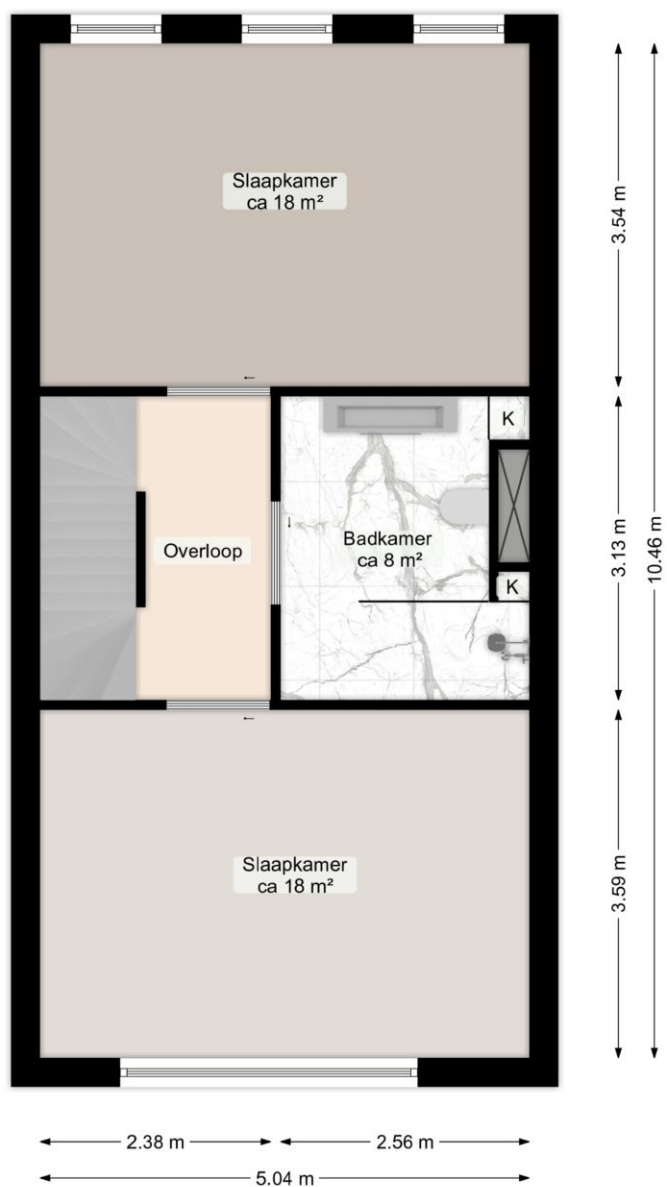 Slaapkamer
ca 18 m²
3.54 m
K
Overloop
Badkamer
ca 8 m²
K
3.13 m
10.46 m
Slaapkamer
ca 18 m²
3.59 m
2.38 m
2.56 m
5.04 m